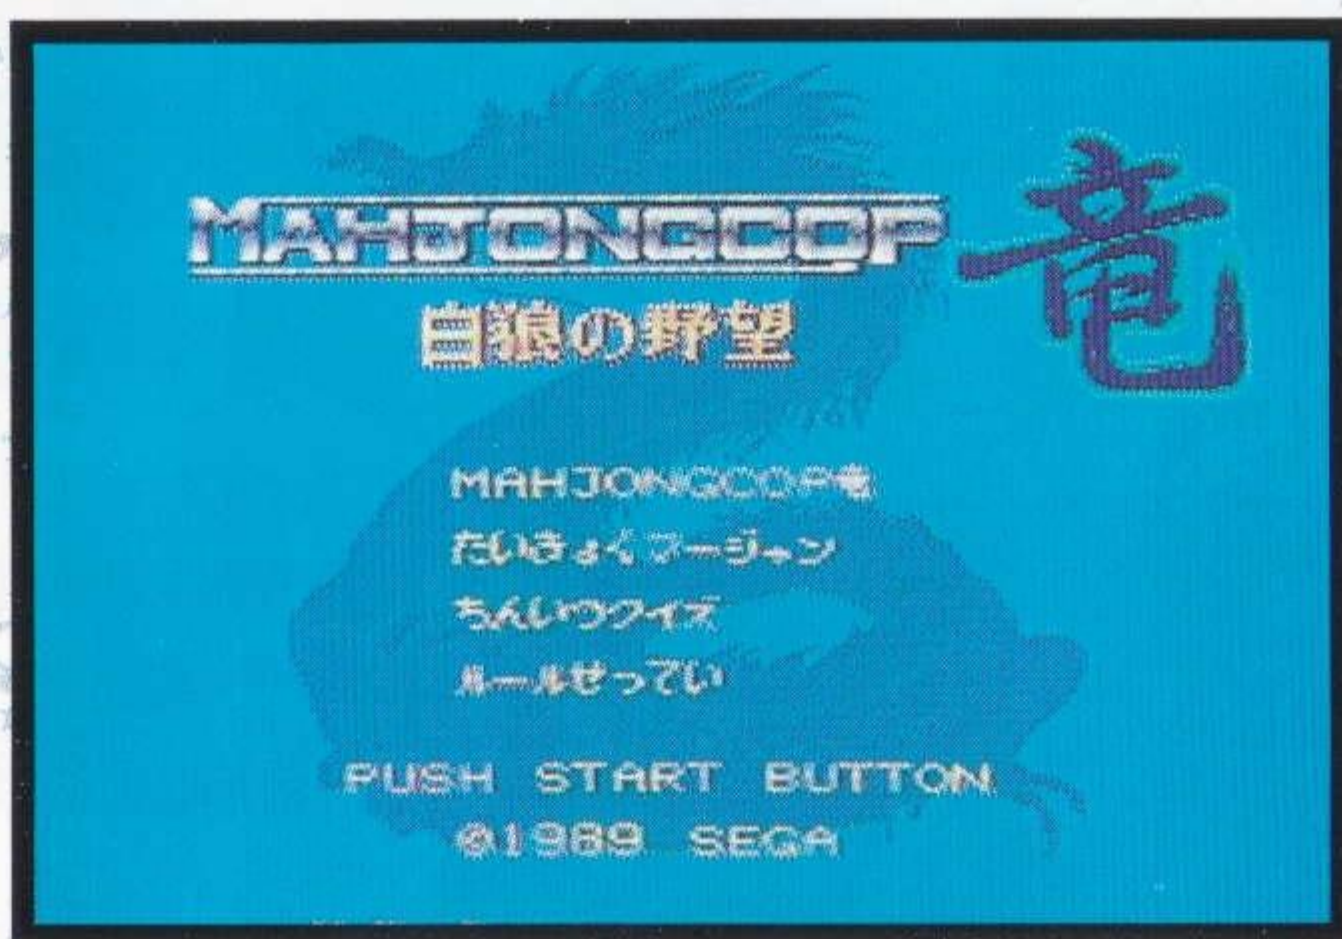 MAHJONGCOP 竜
白狼の野望
MAHJONGCOP竜
たいきょくマージャン
ちんいつクイズ
ルールせってい
PUSH START BUTTON
©1989 SEGA